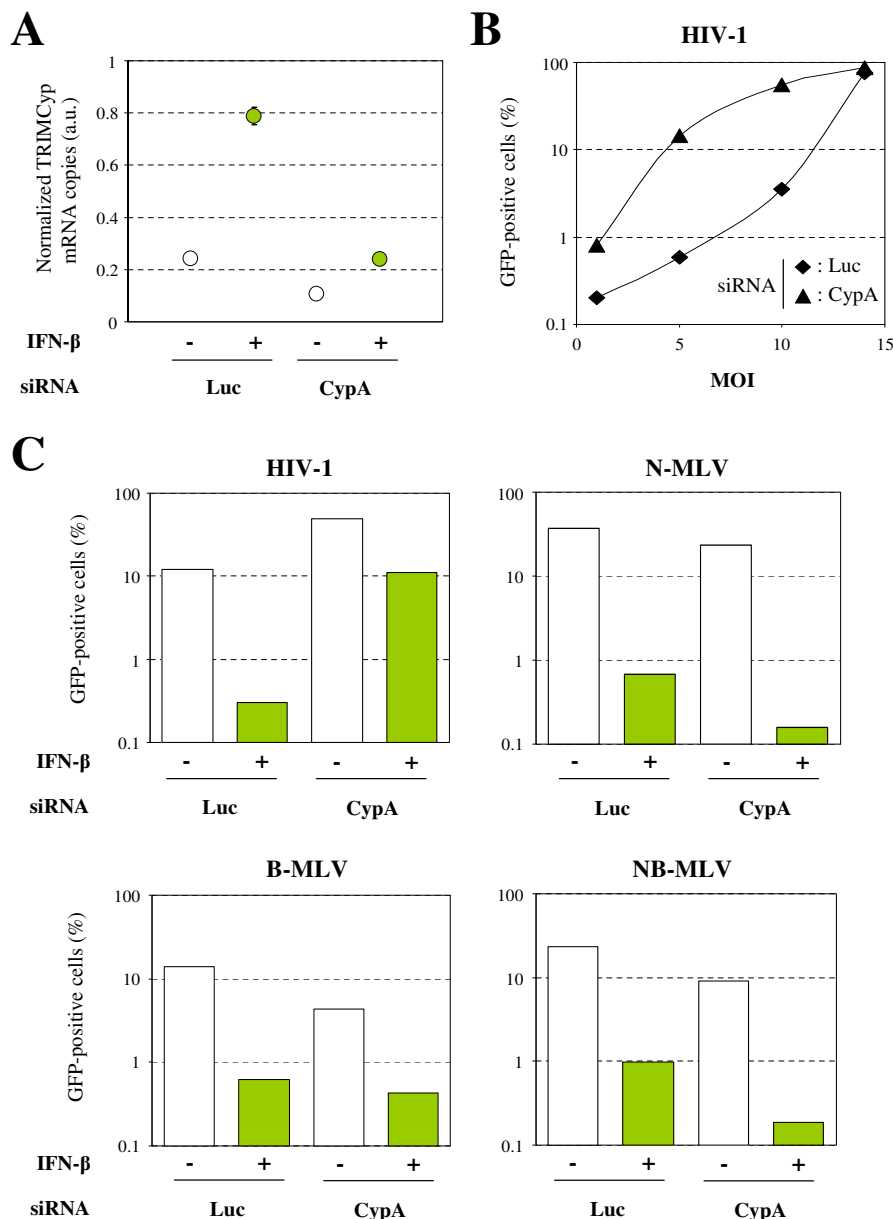 A
Normalized TRIMCyp
mRNA copies (a.u.)
1
0.8
0.6
0.4
0.2
0
IFN-β - + - +
siRNA Luc CypA
B
HIV-1
GFP-positive cells (%)
100
10
1
0.1
0 5 10 15
MOI
siRNA
: Luc
: CypA
C
HIV-1
GFP-positive cells (%)
100
10
1
0.1
IFN-β - + - +
siRNA Luc CypA
N-MLV
100
10
1
0.1
- + - +
Luc CypA
B-MLV
GFP-positive cells (%)
100
10
1
0.1
IFN-β - + - +
siRNA Luc CypA
NB-MLV
100
10
1
0.1
- + - +
Luc CypA